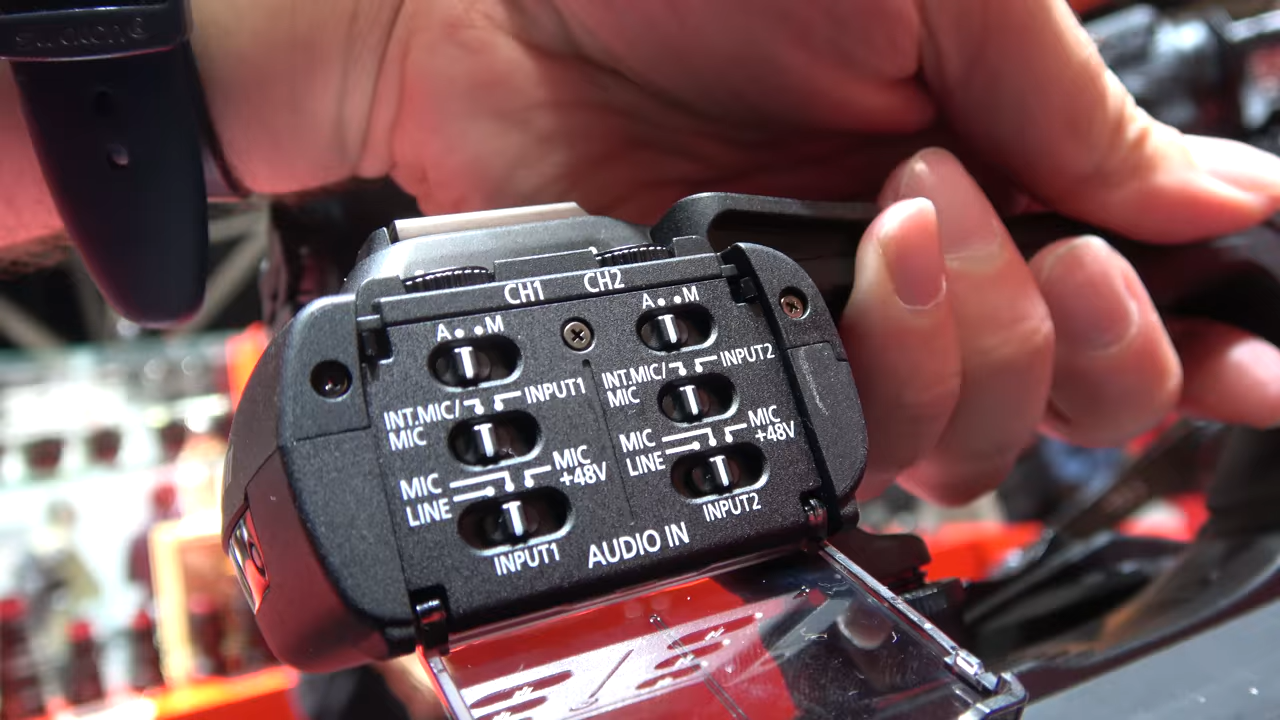 CH1 CH2
A M
A M
INT.MIC/ INPUT1
MIC
INT.MIC/ INPUT2
MIC
MIC MIC
LINE +48V
INPUT1
MIC MIC
LINE +48V
INPUT2
AUDIO IN